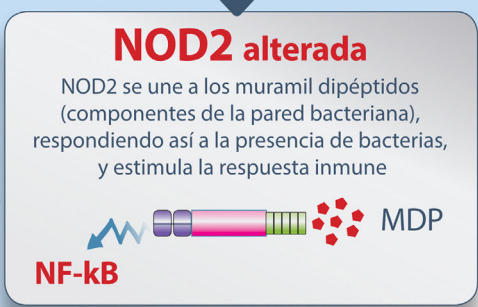 NOD2 alterada
NOD2 se une a los muramil dipéptidos
(componentes de la pared bacteriana),
respondiendo así a la presencia de bacterias,
y estimula la respuesta inmune
MDP
NF-kB